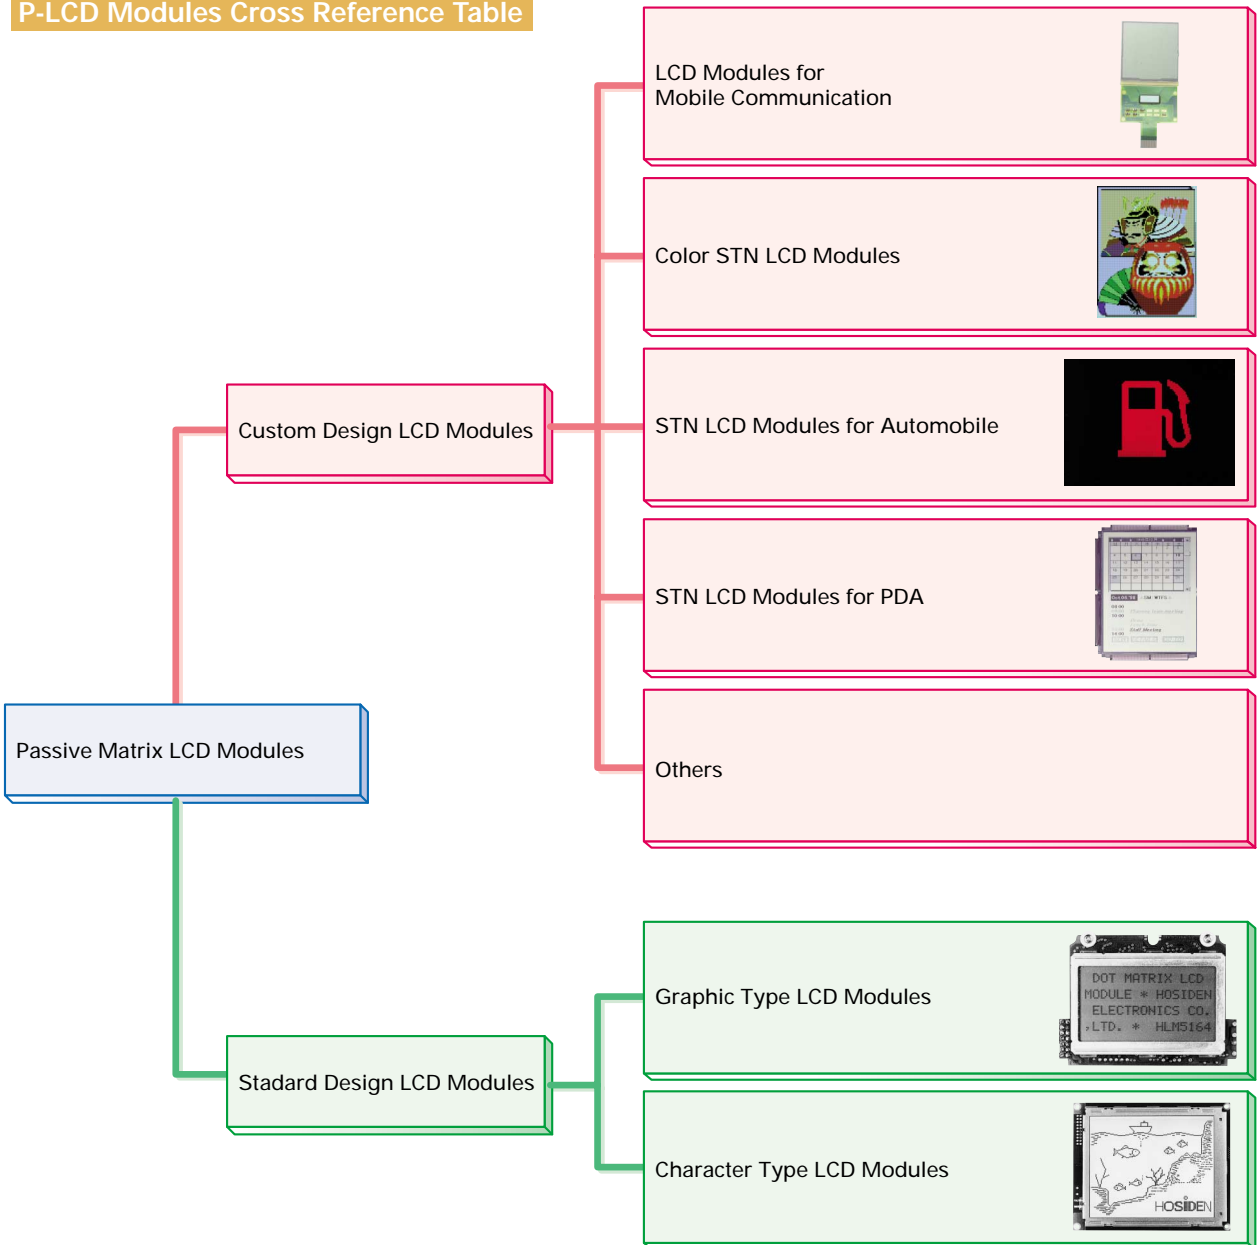 P-LCD Modules Cross Reference Table
LCD Modules for
Mobile Communication
Color STN LCD Modules
Custom Design LCD Modules
STN LCD Modules for Automobile
STN LCD Modules for PDA
Passive Matrix LCD Modules
Others
Graphic Type LCD Modules
DOT MATRIX LCD
MODULE * HOSIDEN
ELECTRONICS CO.
,LTD. * HLM5164
Stadard Design LCD Modules
Character Type LCD Modules
HOSIDEN